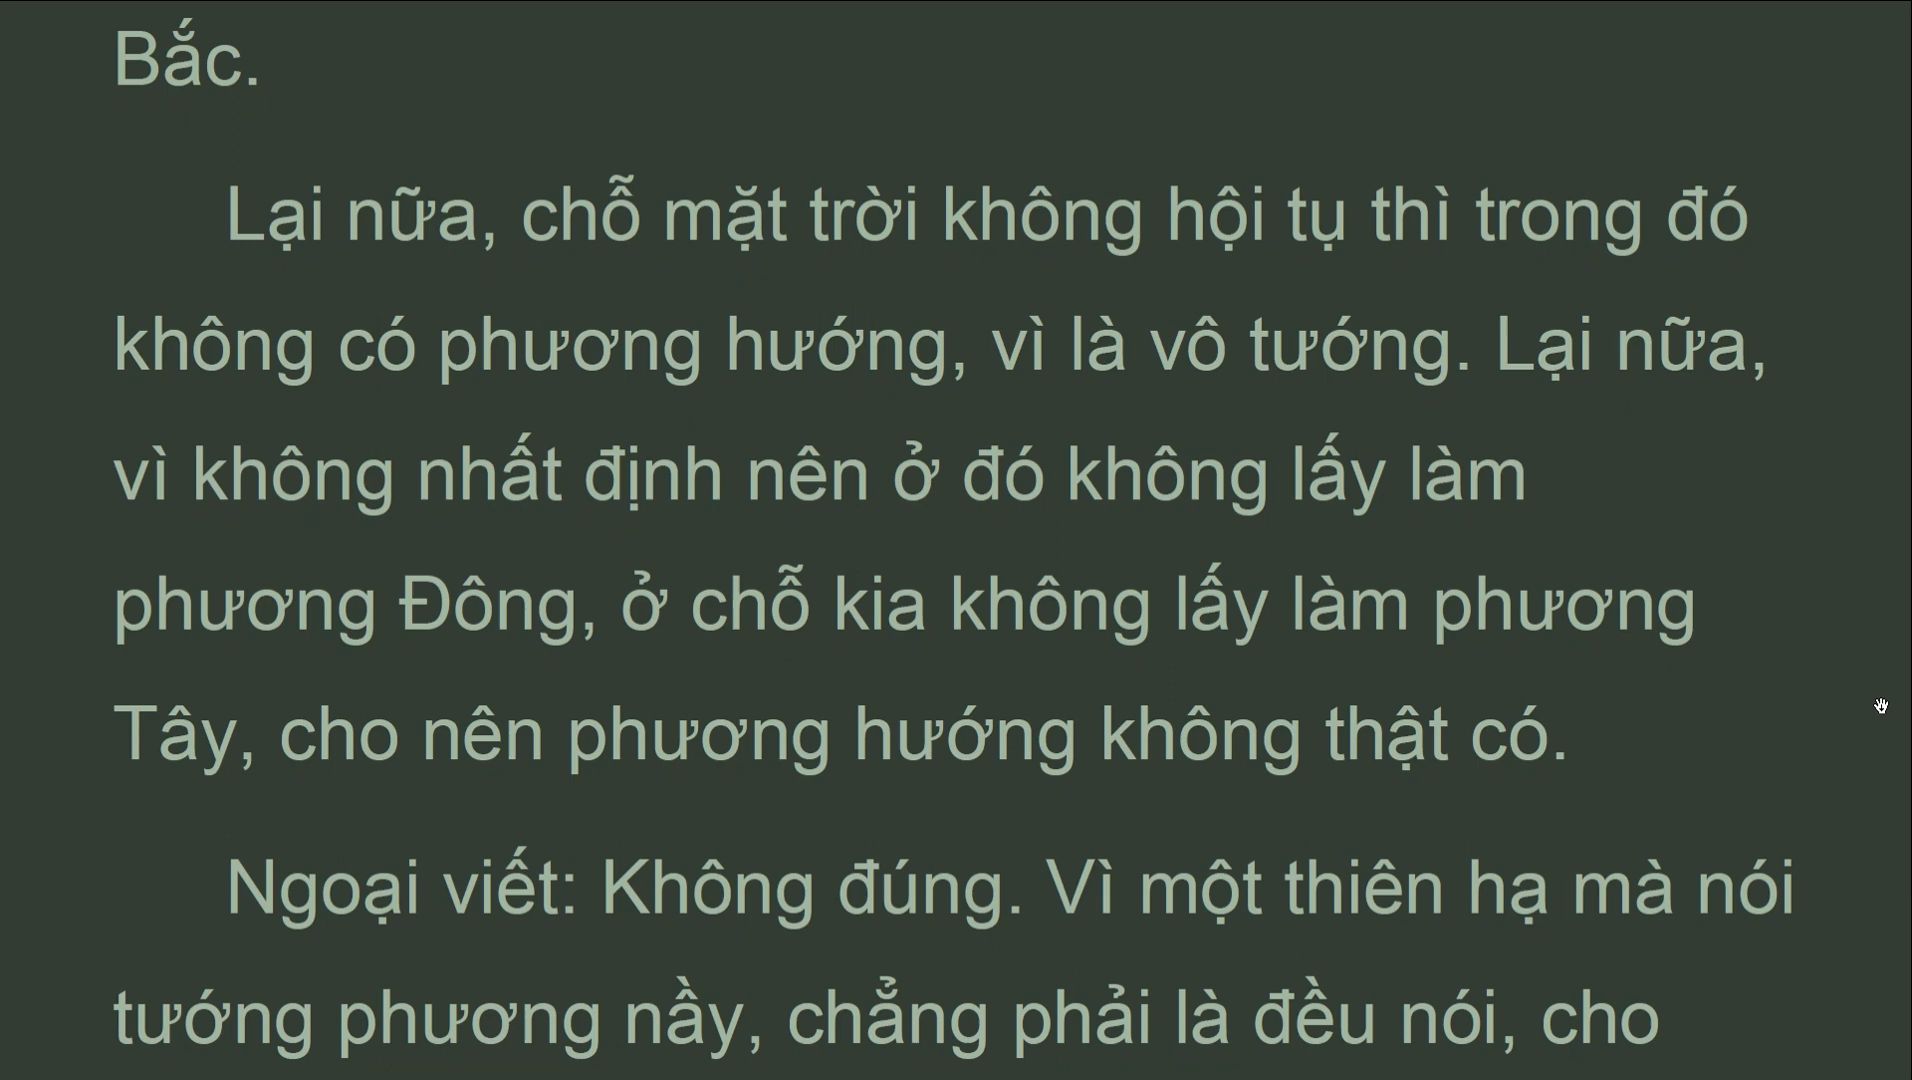 Bắc.
Lại nữa, chỗ mặt trời không hội tụ thì trong đó
không có phương hướng, vì là vô tướng. Lại nữa,
vì không nhất định nên ở đó không lấy làm
phương Đông, ở chỗ kia không lấy làm phương
Tây, cho nên phương hướng không thật có.
Ngoại viết: Không đúng. Vì một thiên hạ mà nói
tướng phương nầy, chẳng phải là đều nói, cho